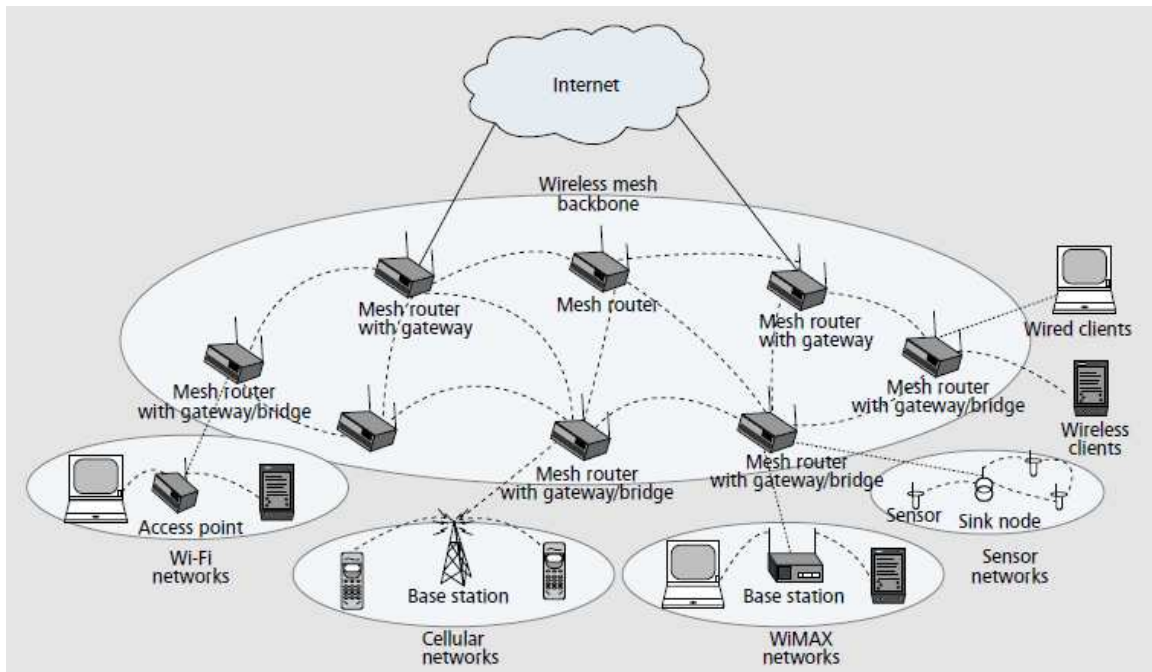 Internet
Wireless mesh
backbone
Mesh router
with gateway
Mesh router
Mesh router
with gateway
Wired clients
Mesh router
with gateway/bridge
Mesh router
with gateway/bridge
Wireless
clients
Mesh router
with gateway/bridge
Mesh router
with gateway/bridge
Access point
Wi-Fi
networks
Sensor
Sink node
Sensor
networks
Base station
Cellular
networks
Base station
WiMAX
networks